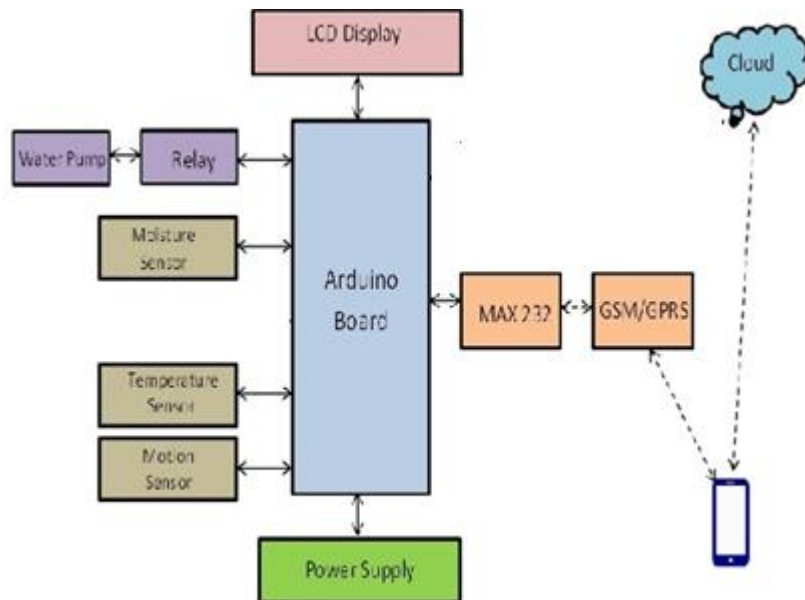 LCD Display
Cloud
Water Pump
Relay
Moisture
Sensor
Arduino
Board
MAX 232
GSM/GPRS
Temperature
Sensor
Motion
Sensor
Power Supply